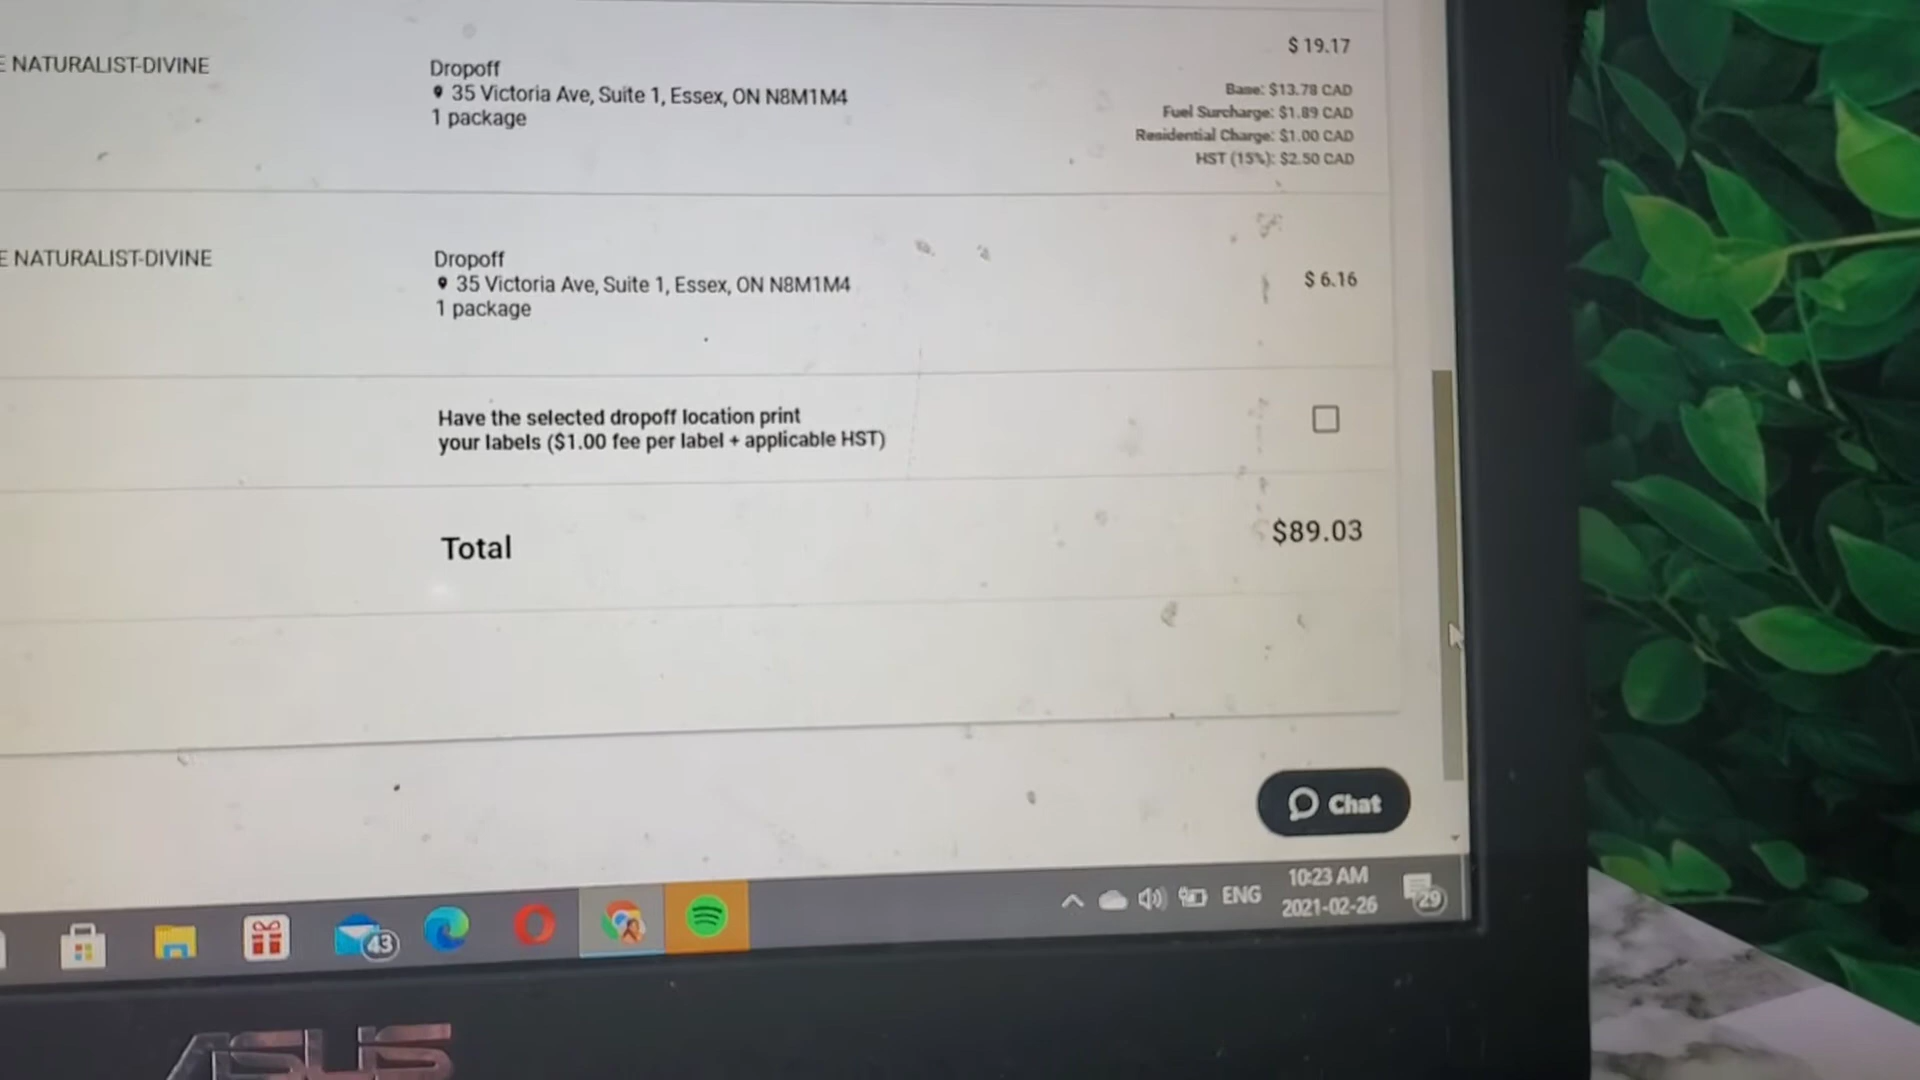 $ 19.17
E NATURALIST-DIVINE
Dropoff
35 Victoria Ave, Suite 1, Essex, ON N8M1M4
1 package
Base: $13.78 CAD
Fuel Surcharge: $1.89 CAD
Residential Charge: $1.00 CAD
HST (15%): $2.50 CAD
E NATURALIST-DIVINE
Dropoff
35 Victoria Ave, Suite 1, Essex, ON N8M1M4
1 package
$ 6.16
Have the selected dropoff location print
your labels ($1.00 fee per label + applicable HST)
Total
$89.03
Chat
43
ENG
10:23 AM
2021-02-26
29
ASUS